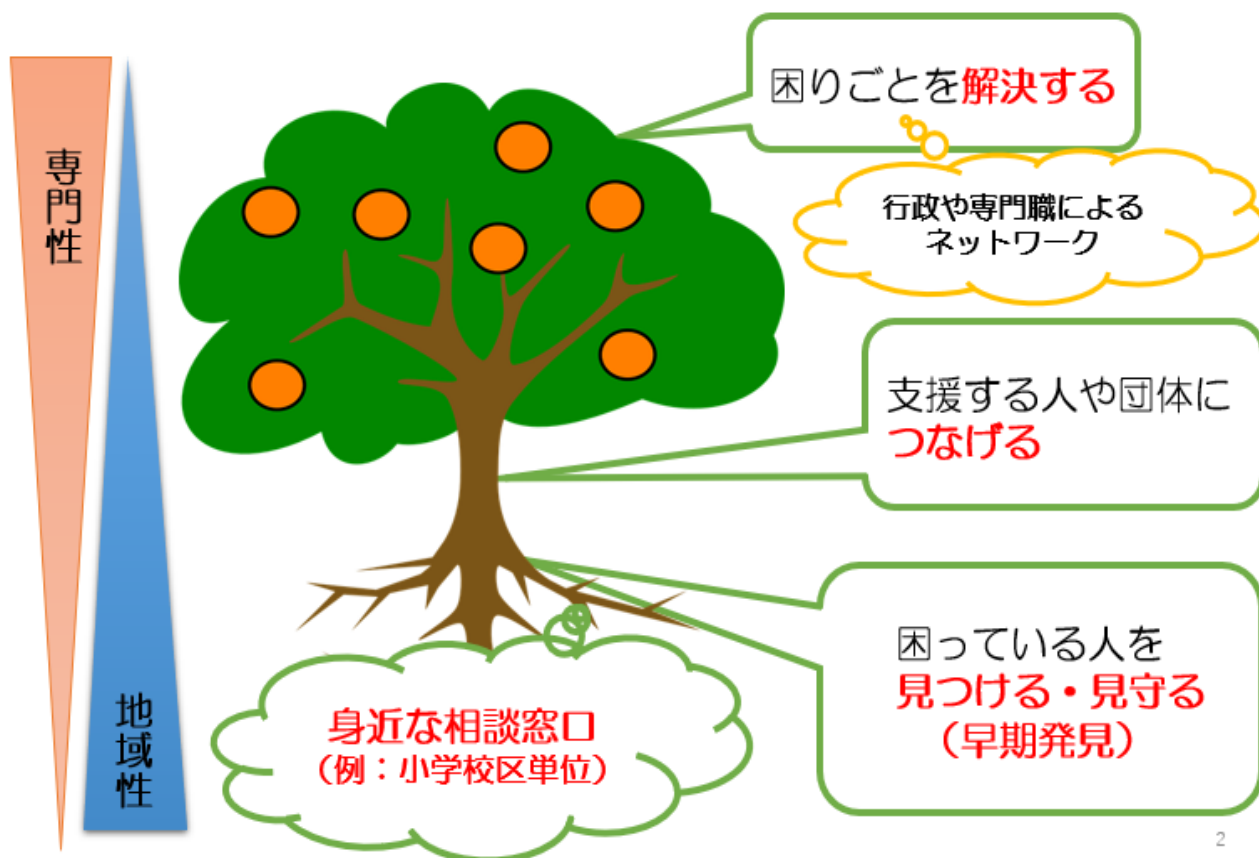 専門性
地域性
困りごとを解決する
行政や専門職による
ネットワーク
支援する人や団体に
つなげる
困っている人を
見つける・見守る
（早期発見）
身近な相談窓口
（例：小学校区単位）
2